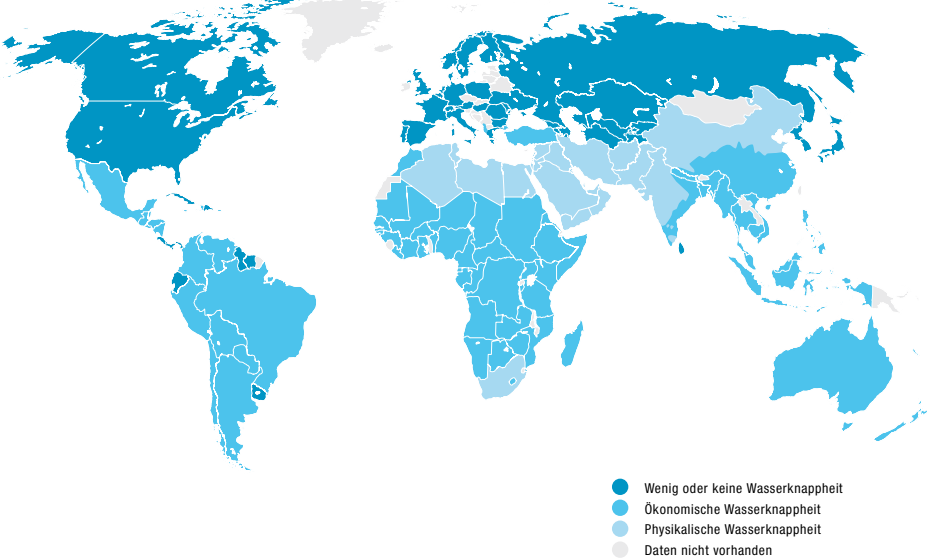 Wenig oder keine Wasserknappheit
Ökonomische Wasserknappheit
Physikalische Wasserknappheit
Daten nicht vorhanden